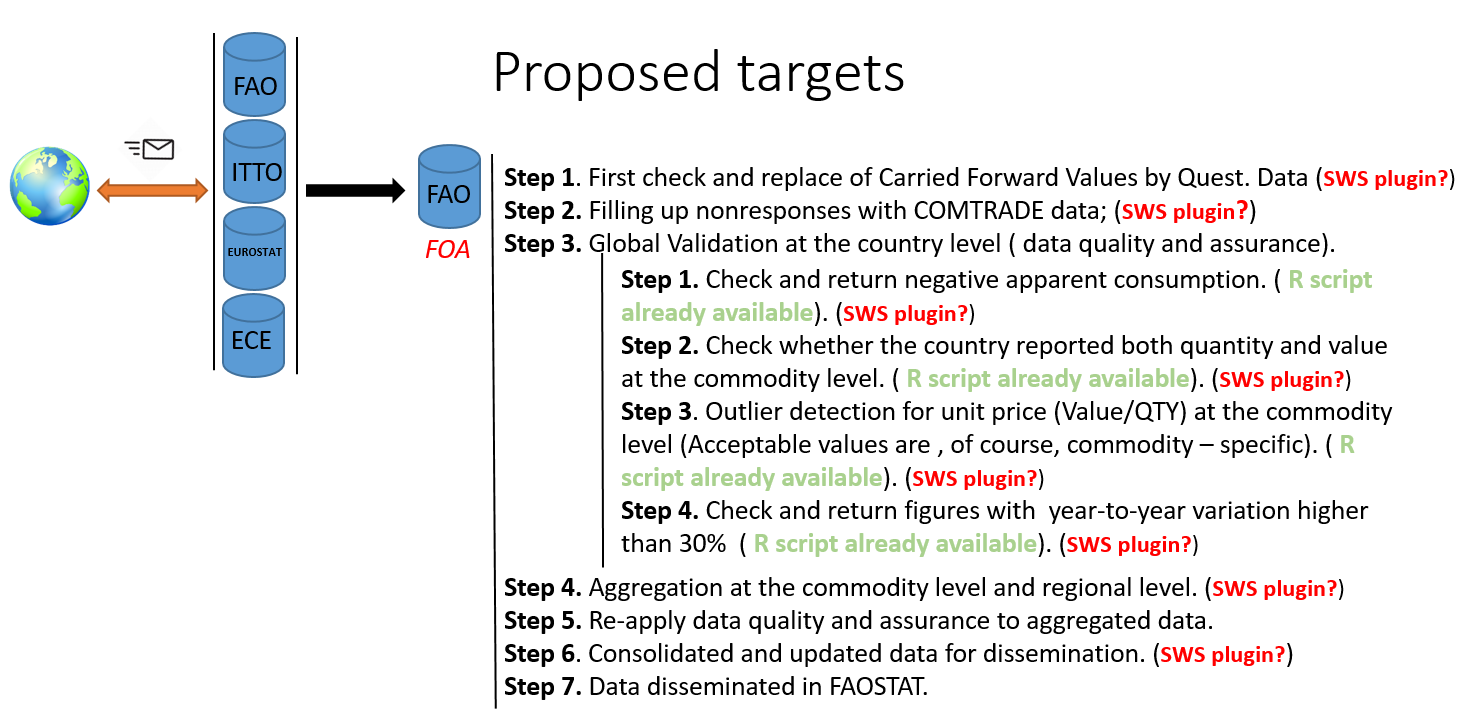 Proposed targets
FAO
ITTO
EUROSTAT
ECE
FAO
FOA
Step 1. First check and replace of Carried Forward Values by Quest. Data (SWS plugin?)
Step 2. Filling up nonresponses with COMTRADE data; (SWS plugin?)
Step 3. Global Validation at the country level ( data quality and assurance).
Step 1. Check and return negative apparent consumption. ( R script
already available). (SWS plugin?)
Step 2. Check whether the country reported both quantity and value
at the commodity level. ( R script already available). (SWS plugin?)
Step 3. Outlier detection for unit price (Value/QTY) at the commodity
level (Acceptable values are , of course, commodity – specific). ( R
script already available). (SWS plugin?)
Step 4. Check and return figures with  year-to-year variation higher
than 30%  ( R script already available). (SWS plugin?)
Step 4. Aggregation at the commodity level and regional level. (SWS plugin?)
Step 5. Re-apply data quality and assurance to aggregated data.
Step 6. Consolidated and updated data for dissemination. (SWS plugin?)
Step 7. Data disseminated in FAOSTAT.